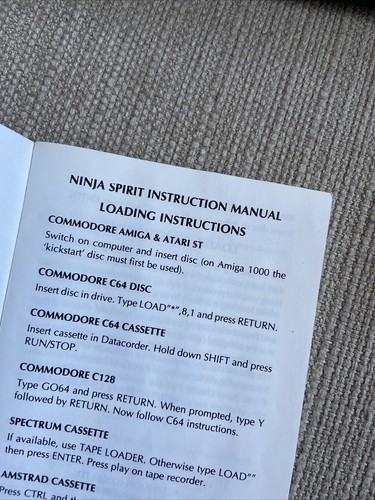 NINJA SPIRIT INSTRUCTION MANUAL
LOADING INSTRUCTIONS
COMMODORE AMIGA & ATARI ST
Switch on computer and insert disc (on Amiga 1000 the
'kickstart' disc must first be used).
COMMODORE C64 DISC
Insert disc in drive. Type LOAD"*",8,1 and press RETURN.
COMMODORE C64 CASSETTE
Insert cassette in Datacorder. Hold down SHIFT and press
RUN/STOP.
COMMODORE C128
Type GO64 and press RETURN. When prompted, type Y
followed by RETURN. Now follow C64 instructions.
SPECTRUM CASSETTE
If available, use TAPE LOADER. Otherwise type LOAD""
then press ENTER. Press play on tape recorder.
AMSTRAD CASSETTE
Press CTRL and